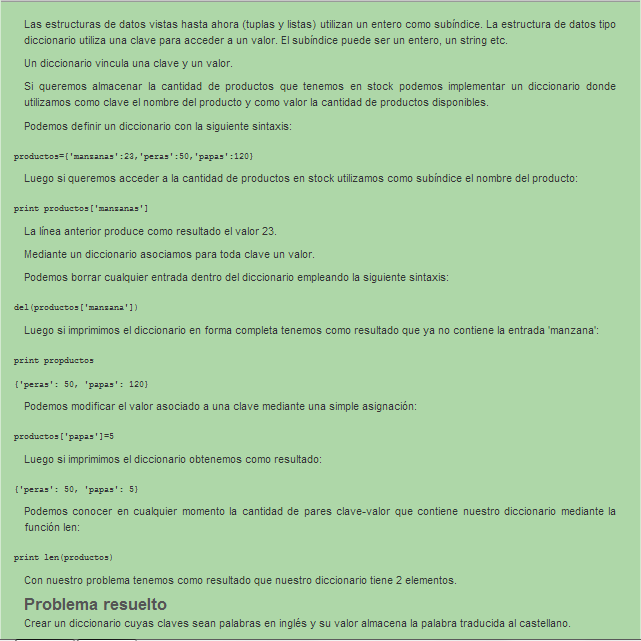 Las estructuras de datos vistas hasta ahora (tuplas y listas) utilizan un entero como subíndice. La estructura de datos tipo
diccionario utiliza una clave para acceder a un valor. El subíndice puede ser un entero, un string etc.
Un diccionario vincula una clave y un valor.
Si queremos almacenar la cantidad de productos que tenemos en stock podemos implementar un diccionario donde
utilizamos como clave el nombre del producto y como valor la cantidad de productos disponibles.
Podemos definir un diccionario con la siguiente sintaxis:
productos={'manzanas':23,'peras':50,'papas':120}
Luego si queremos acceder a la cantidad de productos en stock utilizamos como subíndice el nombre del producto:
print productos['manzanas']
La línea anterior produce como resultado el valor 23.
Mediante un diccionario asociamos para toda clave un valor.
Podemos borrar cualquier entrada dentro del diccionario empleando la siguiente sintaxis:
del(productos['manzana'])
Luego si imprimimos el diccionario en forma completa tenemos como resultado que ya no contiene la entrada 'manzana':
print propductos
{'peras': 50, 'papas': 120}
Podemos modificar el valor asociado a una clave mediante una simple asignación:
productos['papas']=5
Luego si imprimimos el diccionario obtenemos como resultado:
{'peras': 50, 'papas': 5}
Podemos conocer en cualquier momento la cantidad de pares clave-valor que contiene nuestro diccionario mediante la
función len:
print len(productos)
Con nuestro problema tenemos como resultado que nuestro diccionario tiene 2 elementos.
Problema resuelto
Crear un diccionario cuyas claves sean palabras en inglés y su valor almacena la palabra traducida al castellano.